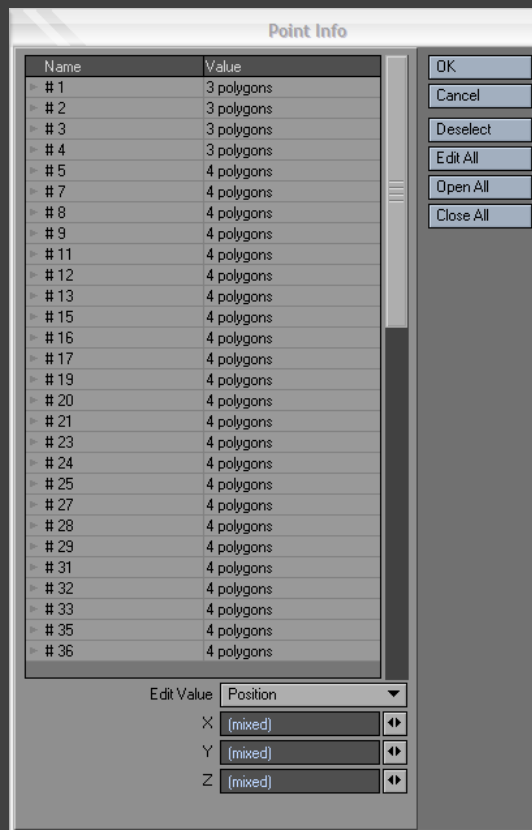 Point Info
Name Value
# 1 3 polygons
# 2 3 polygons
# 3 3 polygons
# 4 3 polygons
# 5 4 polygons
# 7 4 polygons
# 8 4 polygons
# 9 4 polygons
# 11 4 polygons
# 12 4 polygons
# 13 4 polygons
# 15 4 polygons
# 16 4 polygons
# 17 4 polygons
# 19 4 polygons
# 20 4 polygons
# 21 4 polygons
# 23 4 polygons
# 24 4 polygons
# 25 4 polygons
# 27 4 polygons
# 28 4 polygons
# 29 4 polygons
# 31 4 polygons
# 32 4 polygons
# 33 4 polygons
# 35 4 polygons
# 36 4 polygons
Edit Value Position
X (mixed)
Y (mixed)
Z (mixed)
OK
Cancel
Deselect
Edit All
Open All
Close All